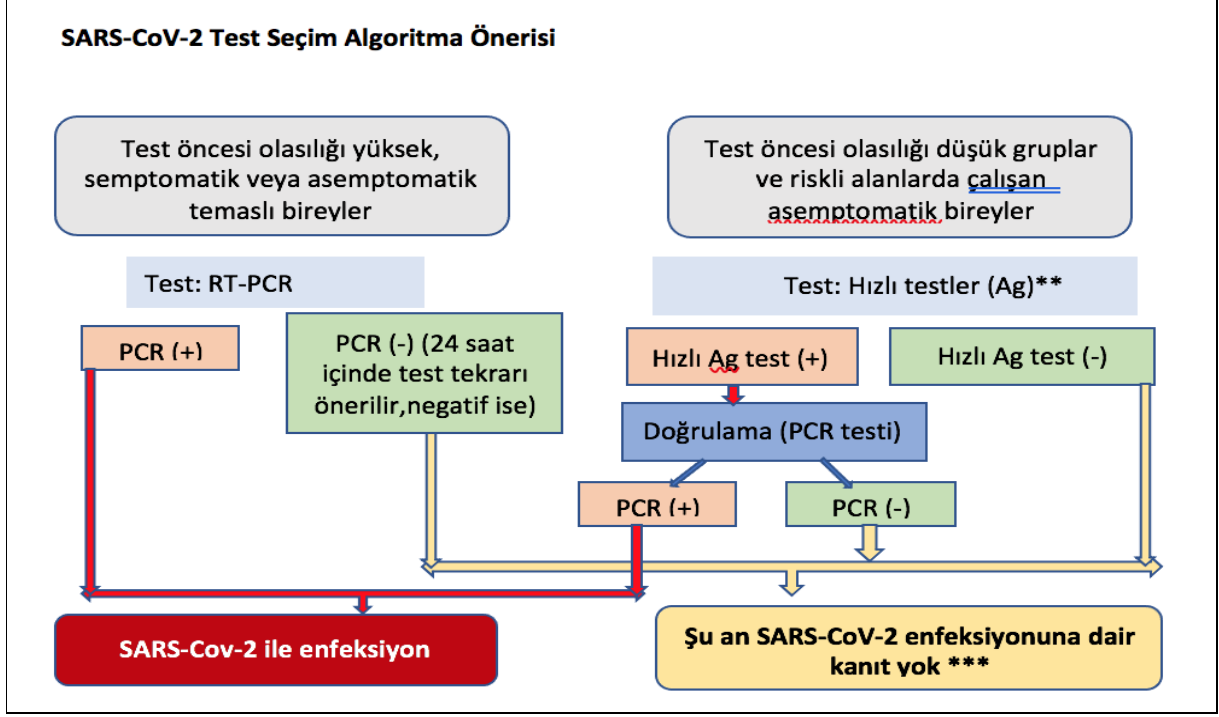 SARS-CoV-2 Test Seçim Algoritma Önerisi
Test öncesi olasılığı yüksek,
semptomatik veya asemptomatik
temaslı bireyler
Test öncesi olasılığı düşük gruplar
ve riskli alanlarda çalışan
asemptomatik bireyler
Test: RT-PCR
Test: Hızlı testler (Ag)**
PCR (+)
PCR (-) (24 saat
içinde test tekrarı
önerilir,negatif ise)
Hızlı Ag test (+)
Hızlı Ag test (-)
Doğrulama (PCR testi)
PCR (+)
PCR (-)
SARS-Cov-2 ile enfeksiyon
Şu an SARS-CoV-2 enfeksiyonuna dair
kanıt yok ***